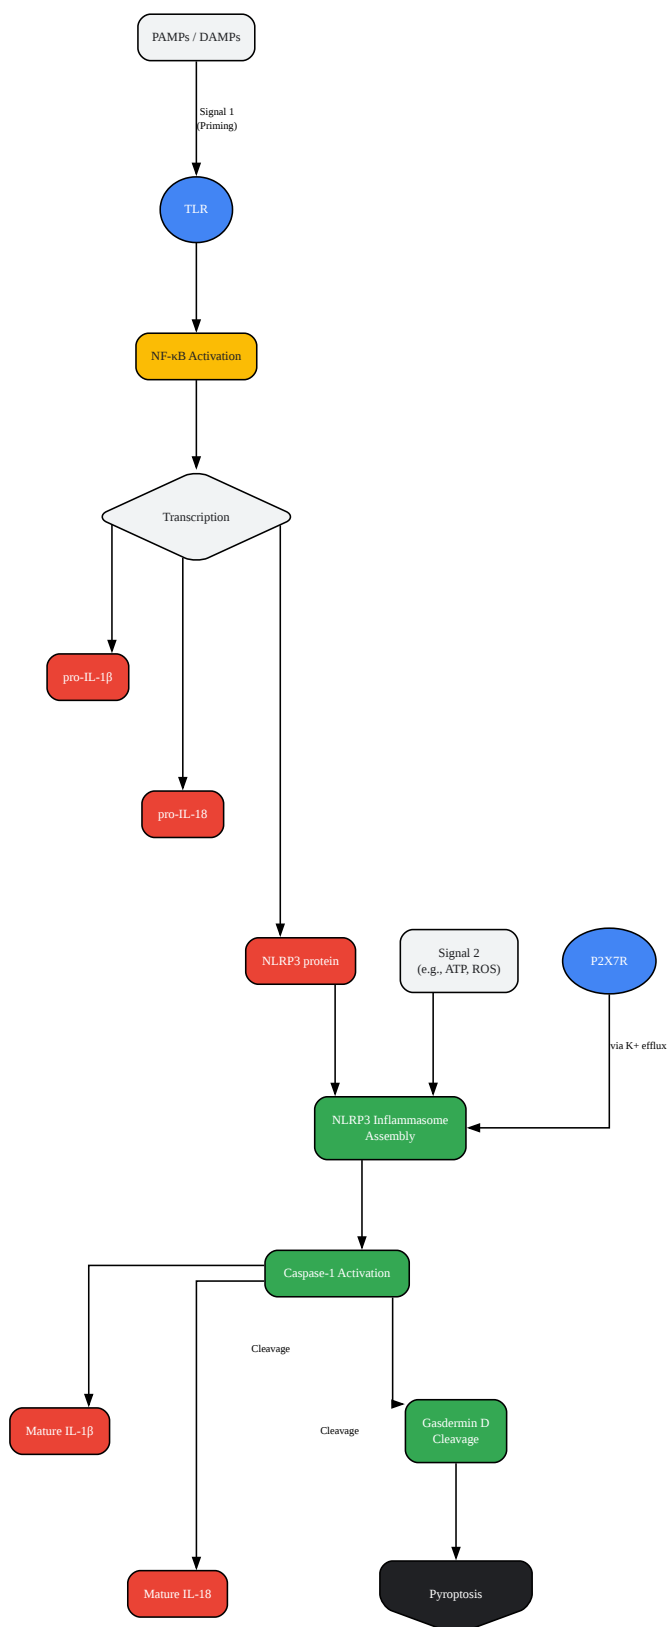 PAMPs / DAMPs
Signal 1
(Priming)
TLR
NF-κB Activation
Transcription
pro-IL-1β
pro-IL-18
NLRP3 protein
Signal 2
(e.g., ATP, ROS)
P2X7R
via K+ efflux
NLRP3 Inflammasome
Assembly
Caspase-1 Activation
Cleavage
Cleavage
Mature IL-1β
Gasdermin D
Cleavage
Mature IL-18
Pyroptosis